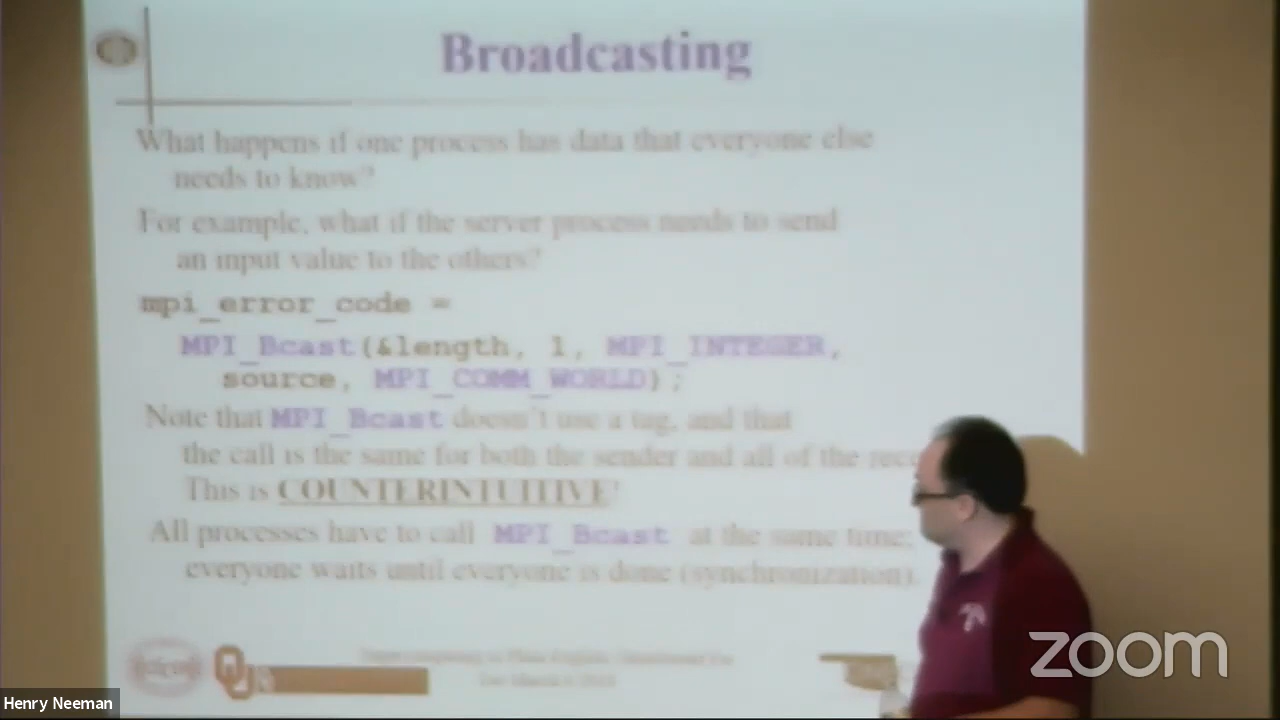 Broadcasting
What happens if one process has data that everyone else
needs to know?
For example, what if the server process needs to send
an input value to the others?
mpi_error_code =
MPI_Bcast(&length, 1, MPI_INTEGER,
source, MPI_COMM_WORLD);
Note that MPI_Bcast doesn't use a tag, and that
the call is the same for both the sender and all of the rece
This is COUNTERINTUITIVE!
All processes have to call MPI_Bcast at the same time;
everyone waits until everyone is done (synchronization).
Henry Neeman
zoom